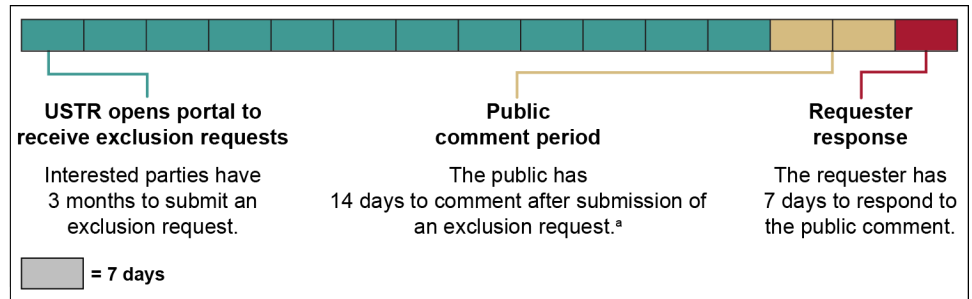 USTR opens portal to
receive exclusion requests
Interested parties have
3 months to submit an
exclusion request.
Public
comment period
The public has
14 days to comment after submission of
an exclusion request.ᵃ
Requester
response
The requester has
7 days to respond to
the public comment.
= 7 days